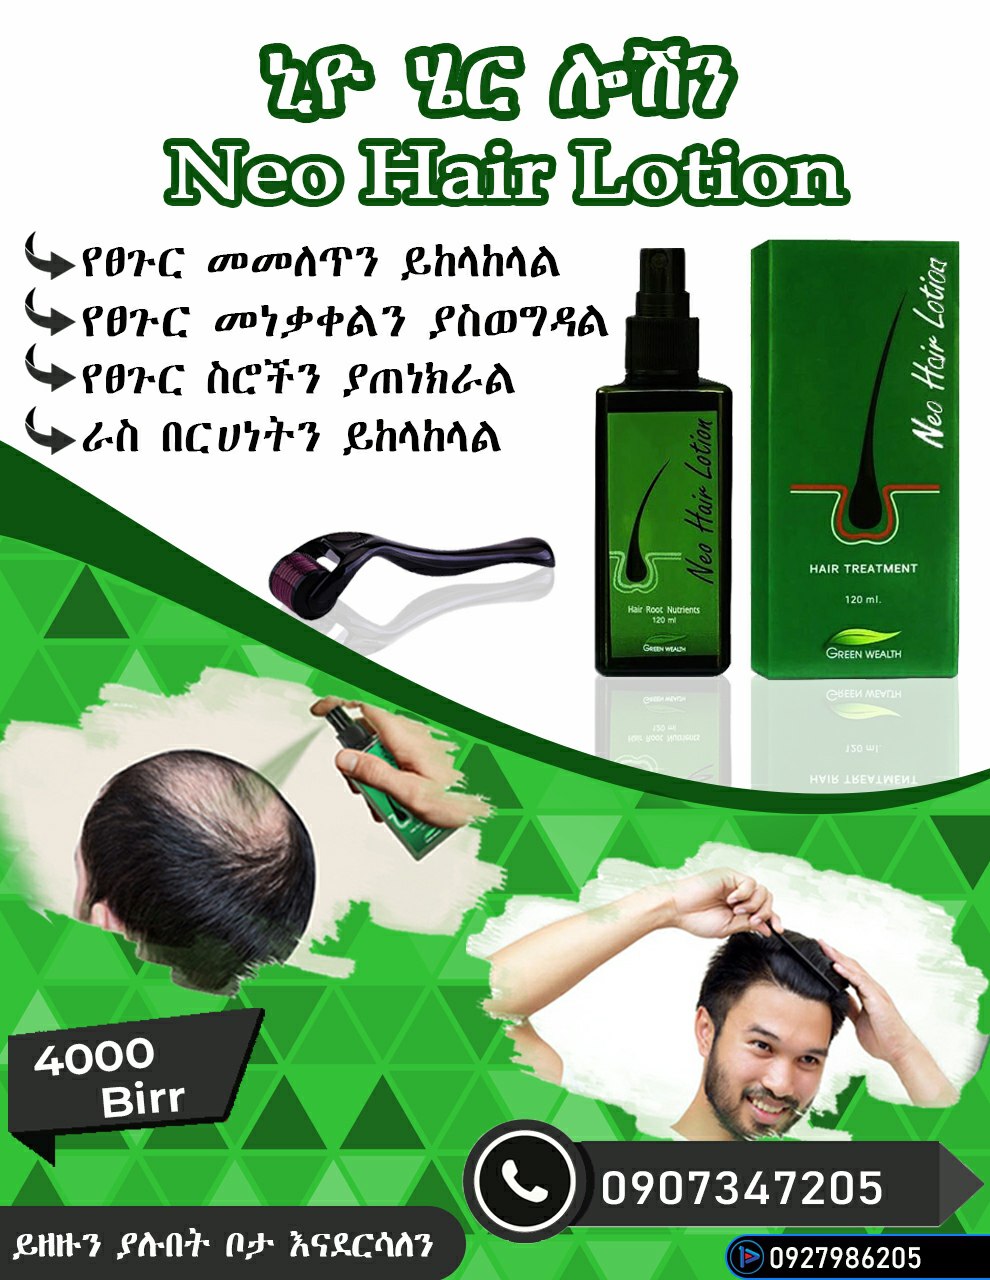 ኒዮ ሄር ሎሽን
Neo Hair Lotion
የፀጉር መመለጥን ይከላከላል
የፀጉር መነቃቀልን ያስወግዳል
የፀጉር ስሮችን ያጠነክራል
ራስ በርሀነትን ይከላከላል
Neo Hair Lotion
Hair Root Nutrients
120 ml
GREEN WEALTH
Neo Hair Lotion
HAIR TREATMENT
120 ml.
GREEN WEALTH
4000
Birr
0907347205
ይዘዙን ያሉበት ቦታ እናደርሳለን
0927986205